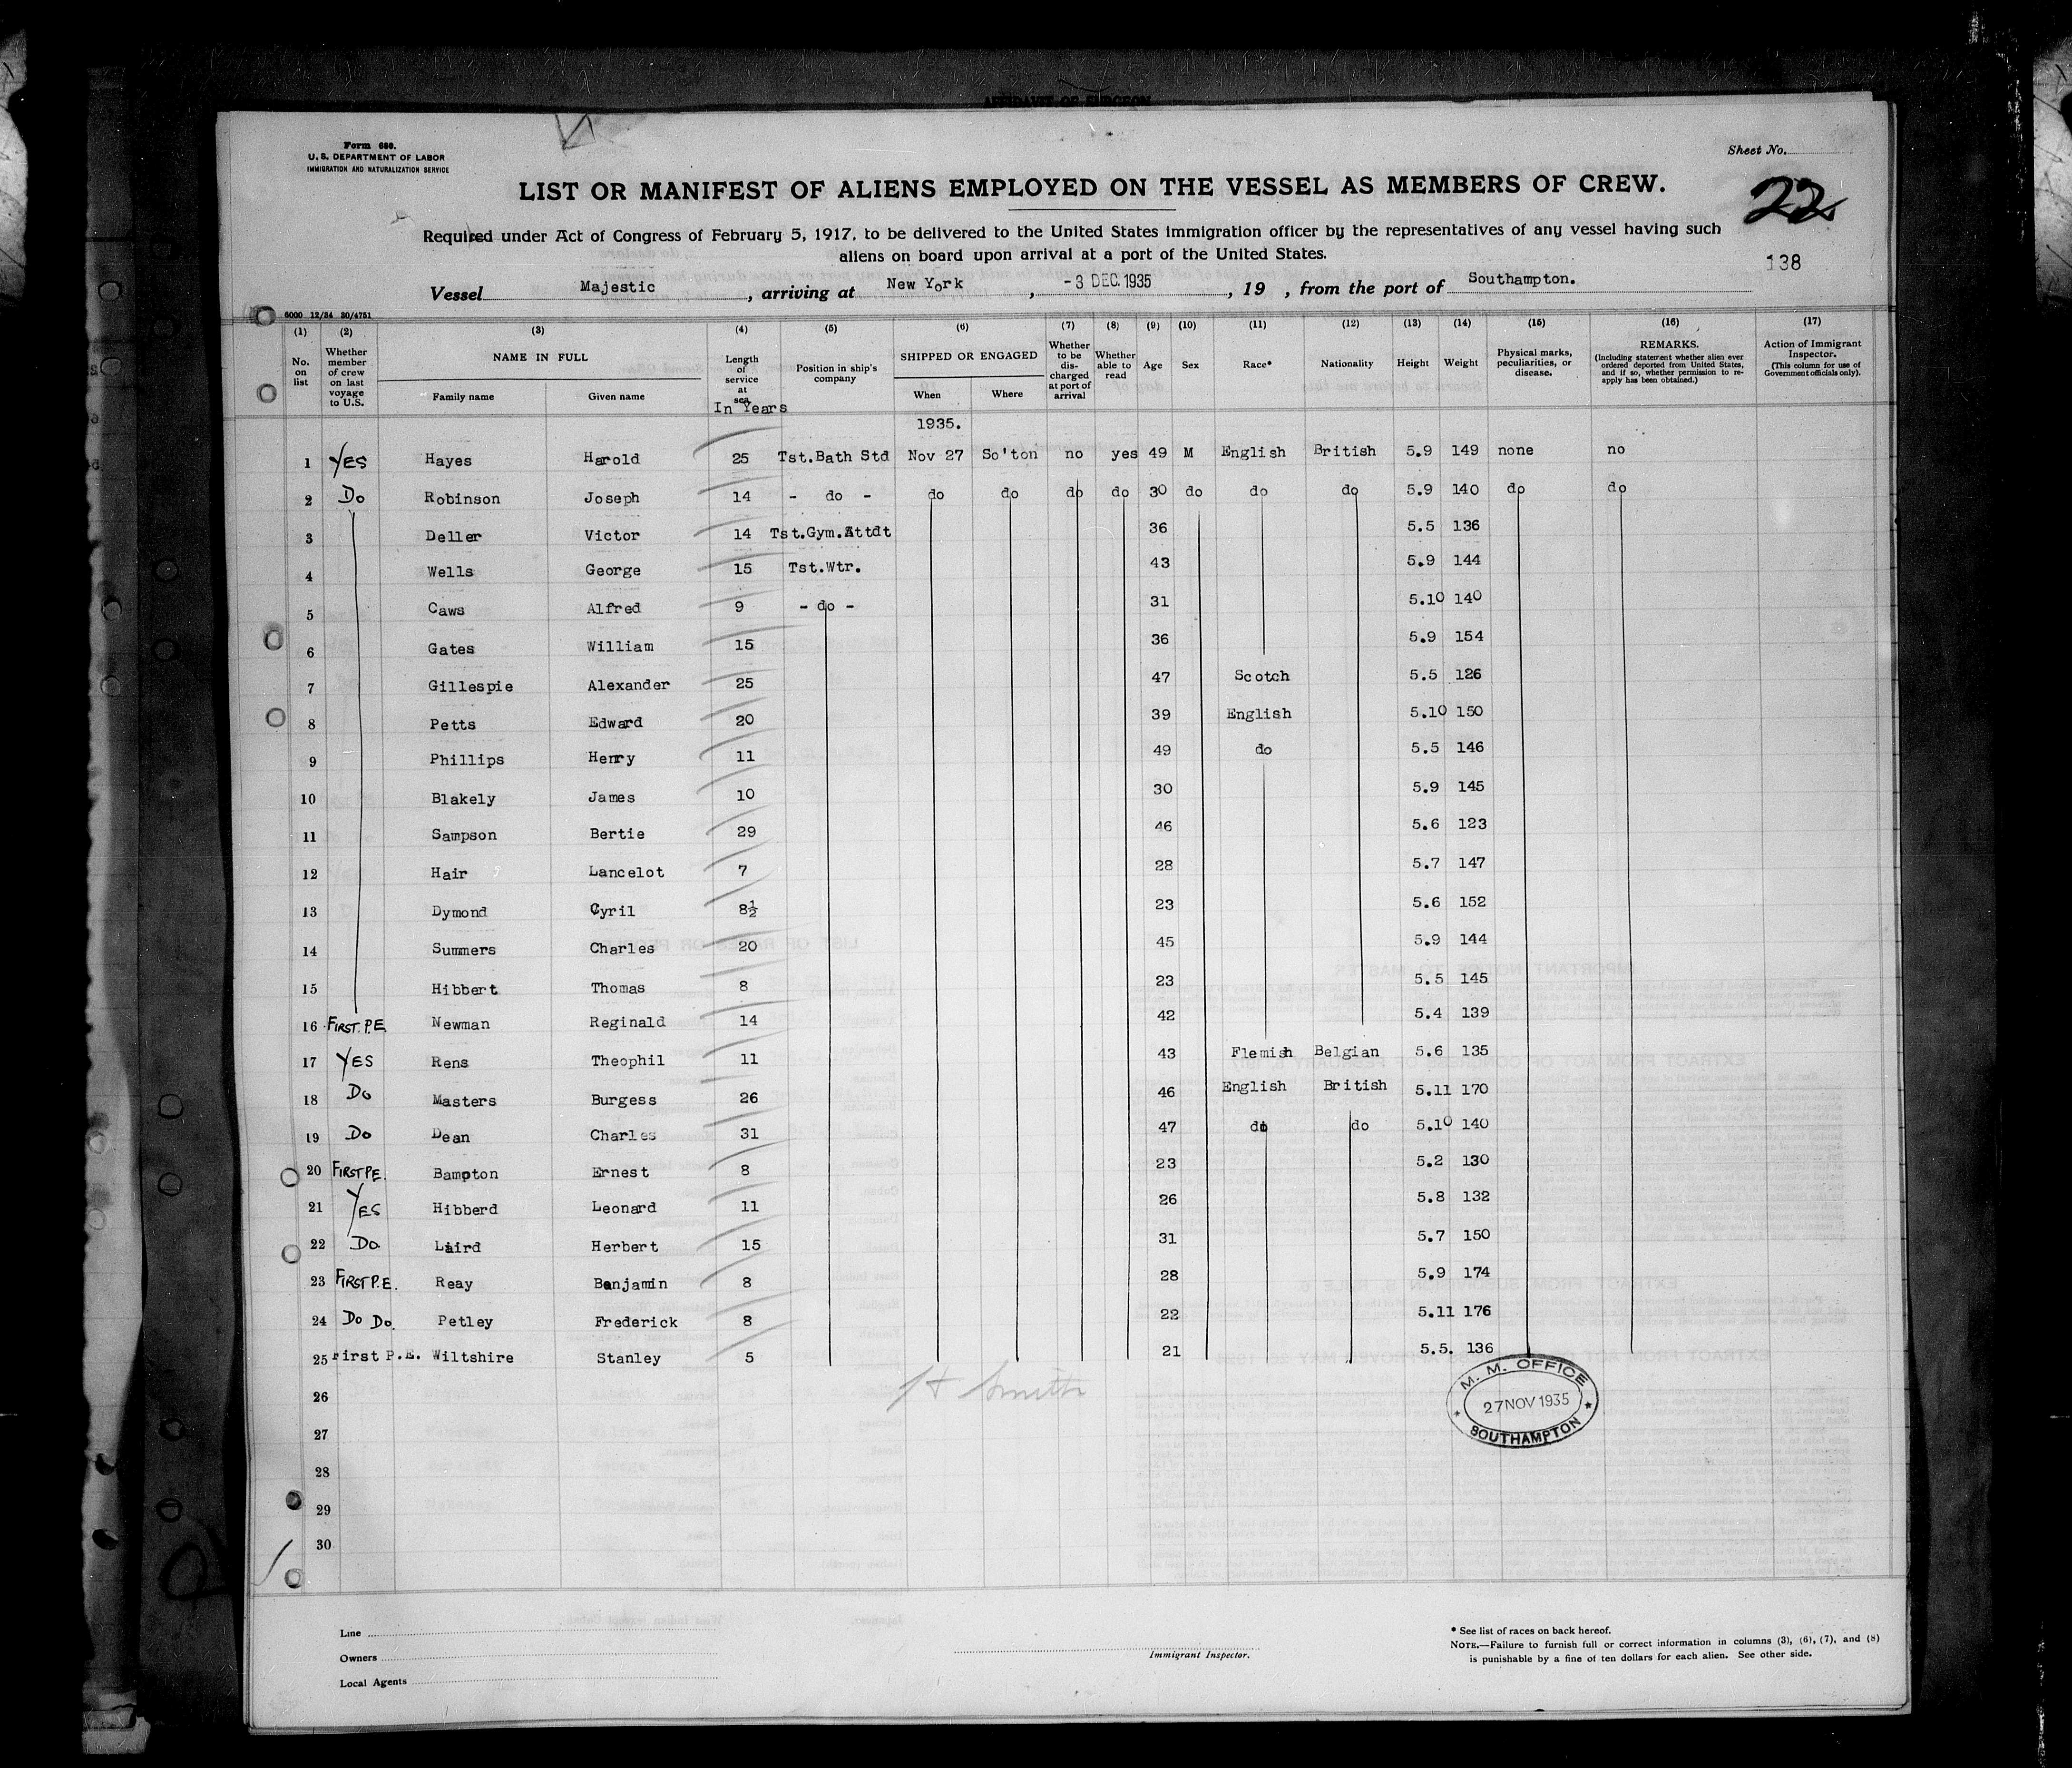 AFFIDAVIT OF SURGEON
Form 680.
U. S. DEPARTMENT OF LABOR
IMMIGRATION AND NATURALIZATION SERVICE
Sheet No.
LIST OR MANIFEST OF ALIENS EMPLOYED ON THE VESSEL AS MEMBERS OF CREW.
22
Required under Act of Congress of February 5, 1917, to be delivered to the United States immigration officer by the representatives of any vessel having such
aliens on board upon arrival at a port of the United States.
138
Vessel Majestic , arriving at New York , -3 DEC. 1935 , 19 , from the port of Southampton.
6000 12/34 30/4751
(1) (2) (3) (4) (5) (6) (7) (8) (9) (10) (11) (12) (13) (14) (15) (16) (17)
No. on list
Whether member of crew on last voyage to U.S.
NAME IN FULL
Family name
Given name
Length of service at sea
In Years
Position in ship's company
SHIPPED OR ENGAGED
When
Where
Whether to be discharged at port of arrival
Whether able to read
Age
Sex
Race*
Nationality
Height
Weight
Physical marks, peculiarities, or disease.
REMARKS.
(Including statement whether alien ever ordered deported from United States, and if so, whether permission to reapply has been obtained.)
Action of Immigrant Inspector.
(This column for use of Government officials only).
1935.
1 YES Hayes Harold 25 Tst.Bath Std Nov 27 So'ton no yes 49 M English British 5.9 149 none no
2 Do Robinson Joseph 14 - do - do do do do 30 do do do 5.9 140 do do
3 Deller Victor 14 Tst.Gym.Attdt 36 5.5 136
4 Wells George 15 Tst.Wtr. 43 5.9 144
5 Caws Alfred 9 - do - 31 5.10 140
6 Gates William 15 36 5.9 154
7 Gillespie Alexander 25 47 Scotch 5.5 126
8 Petts Edward 20 39 English 5.10 150
9 Phillips Henry 11 49 do 5.5 146
10 Blakely James 10 30 5.9 145
11 Sampson Bertie 29 46 5.6 123
12 Hair Lancelot 7 28 5.7 147
13 Dymond Cyril 8½ 23 5.6 152
14 Summers Charles 20 45 5.9 144
15 Hibbert Thomas 8 23 5.5 145
16 FIRST. P.E. Newman Reginald 14 42 5.4 139
17 YES Rens Theophil 11 43 Flemish Belgian 5.6 135
18 Do Masters Burgess 26 46 English British 5.11 170
19 Do Dean Charles 31 47 do do 5.10 140
20 FIRST P.E. Bampton Ernest 8 23 5.2 130
21 YES Hibberd Leonard 11 26 5.8 132
22 Do Laird Herbert 15 31 5.7 150
23 FIRST P.E. Reay Benjamin 8 28 5.9 174
24 Do Do. Petley Frederick 8 22 5.11 176
25 First P.E. Wiltshire Stanley 5 21 5.5. 136
26
27
28
29
30
Smith
M. M. OFFICE
27 NOV 1935
SOUTHAMPTON
Line
Owners
Local Agents
Immigrant Inspector.
* See list of races on back hereof.
NOTE.—Failure to furnish full or correct information in columns (3), (6), (7), and (8)
is punishable by a fine of ten dollars for each alien. See other side.